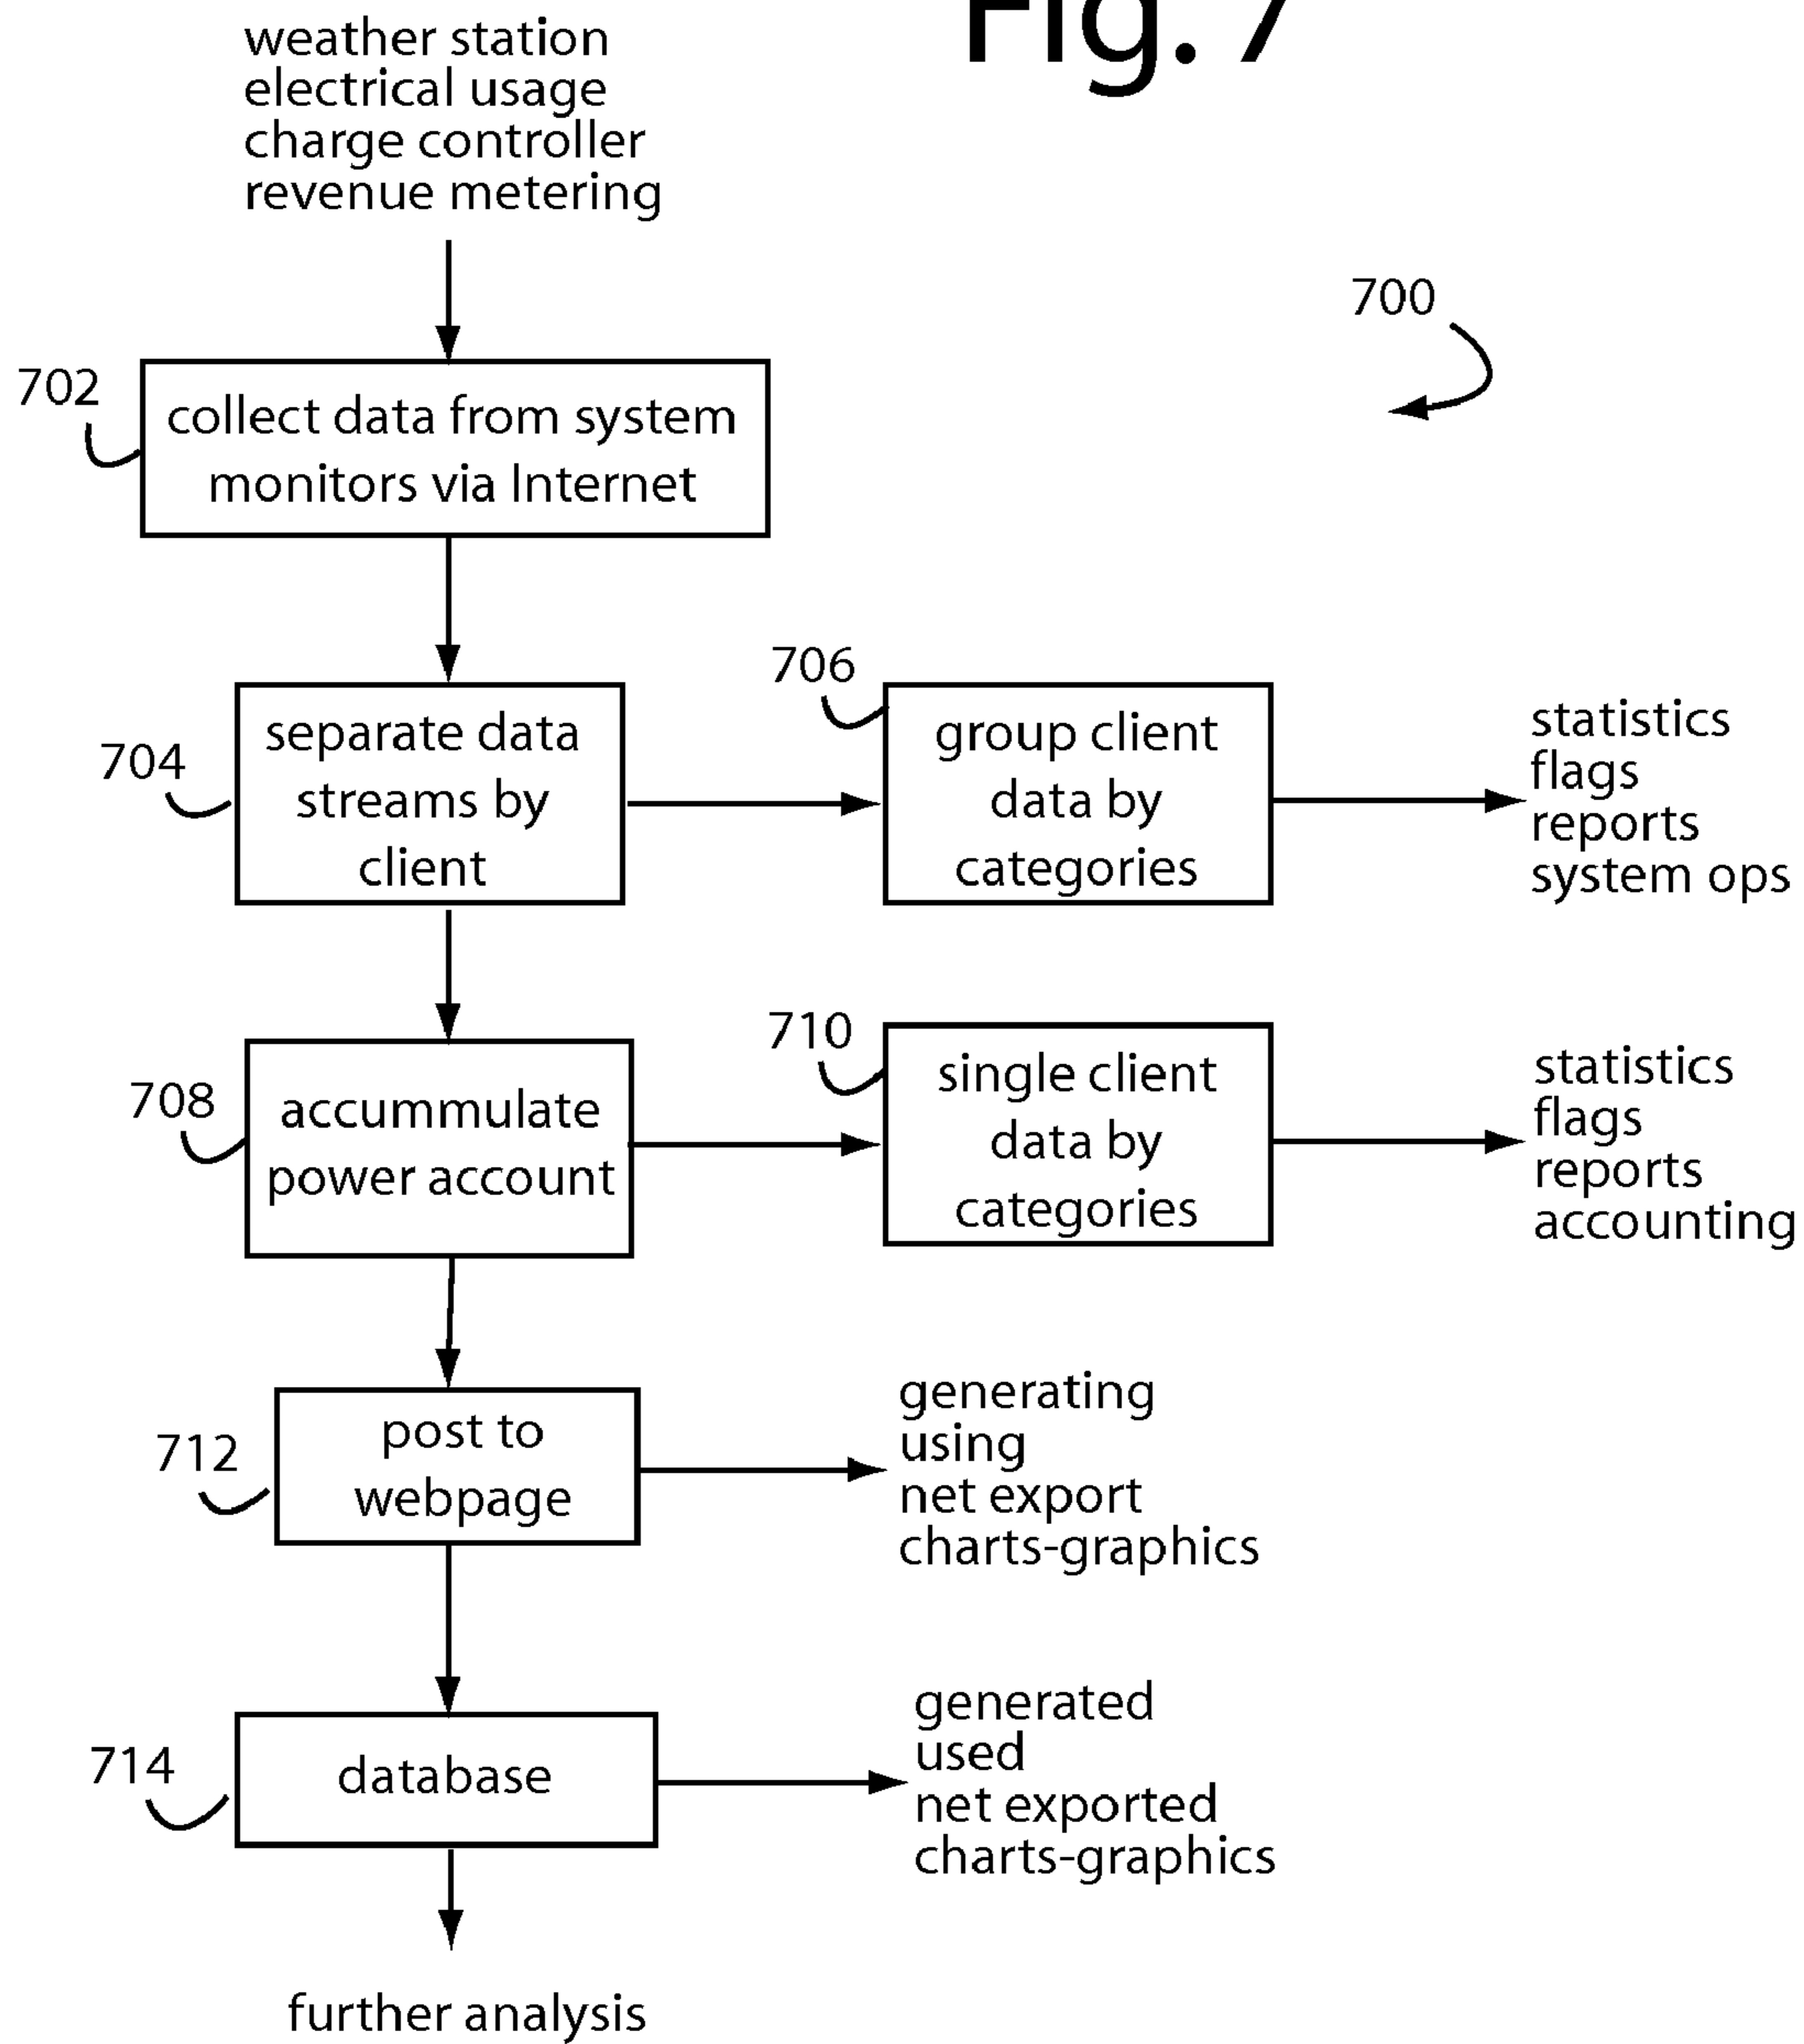 Fig. 7
weather station
electrical usage
charge controller
revenue metering
700
702
collect data from system
monitors via Internet
704
separate data
streams by
client
706
group client
data by
categories
statistics
flags
reports
system ops
708
accummulate
power account
710
single client
data by
categories
statistics
flags
reports
accounting
712
post to
webpage
generating
using
net export
charts-graphics
714
database
generated
used
net exported
charts-graphics
further analysis